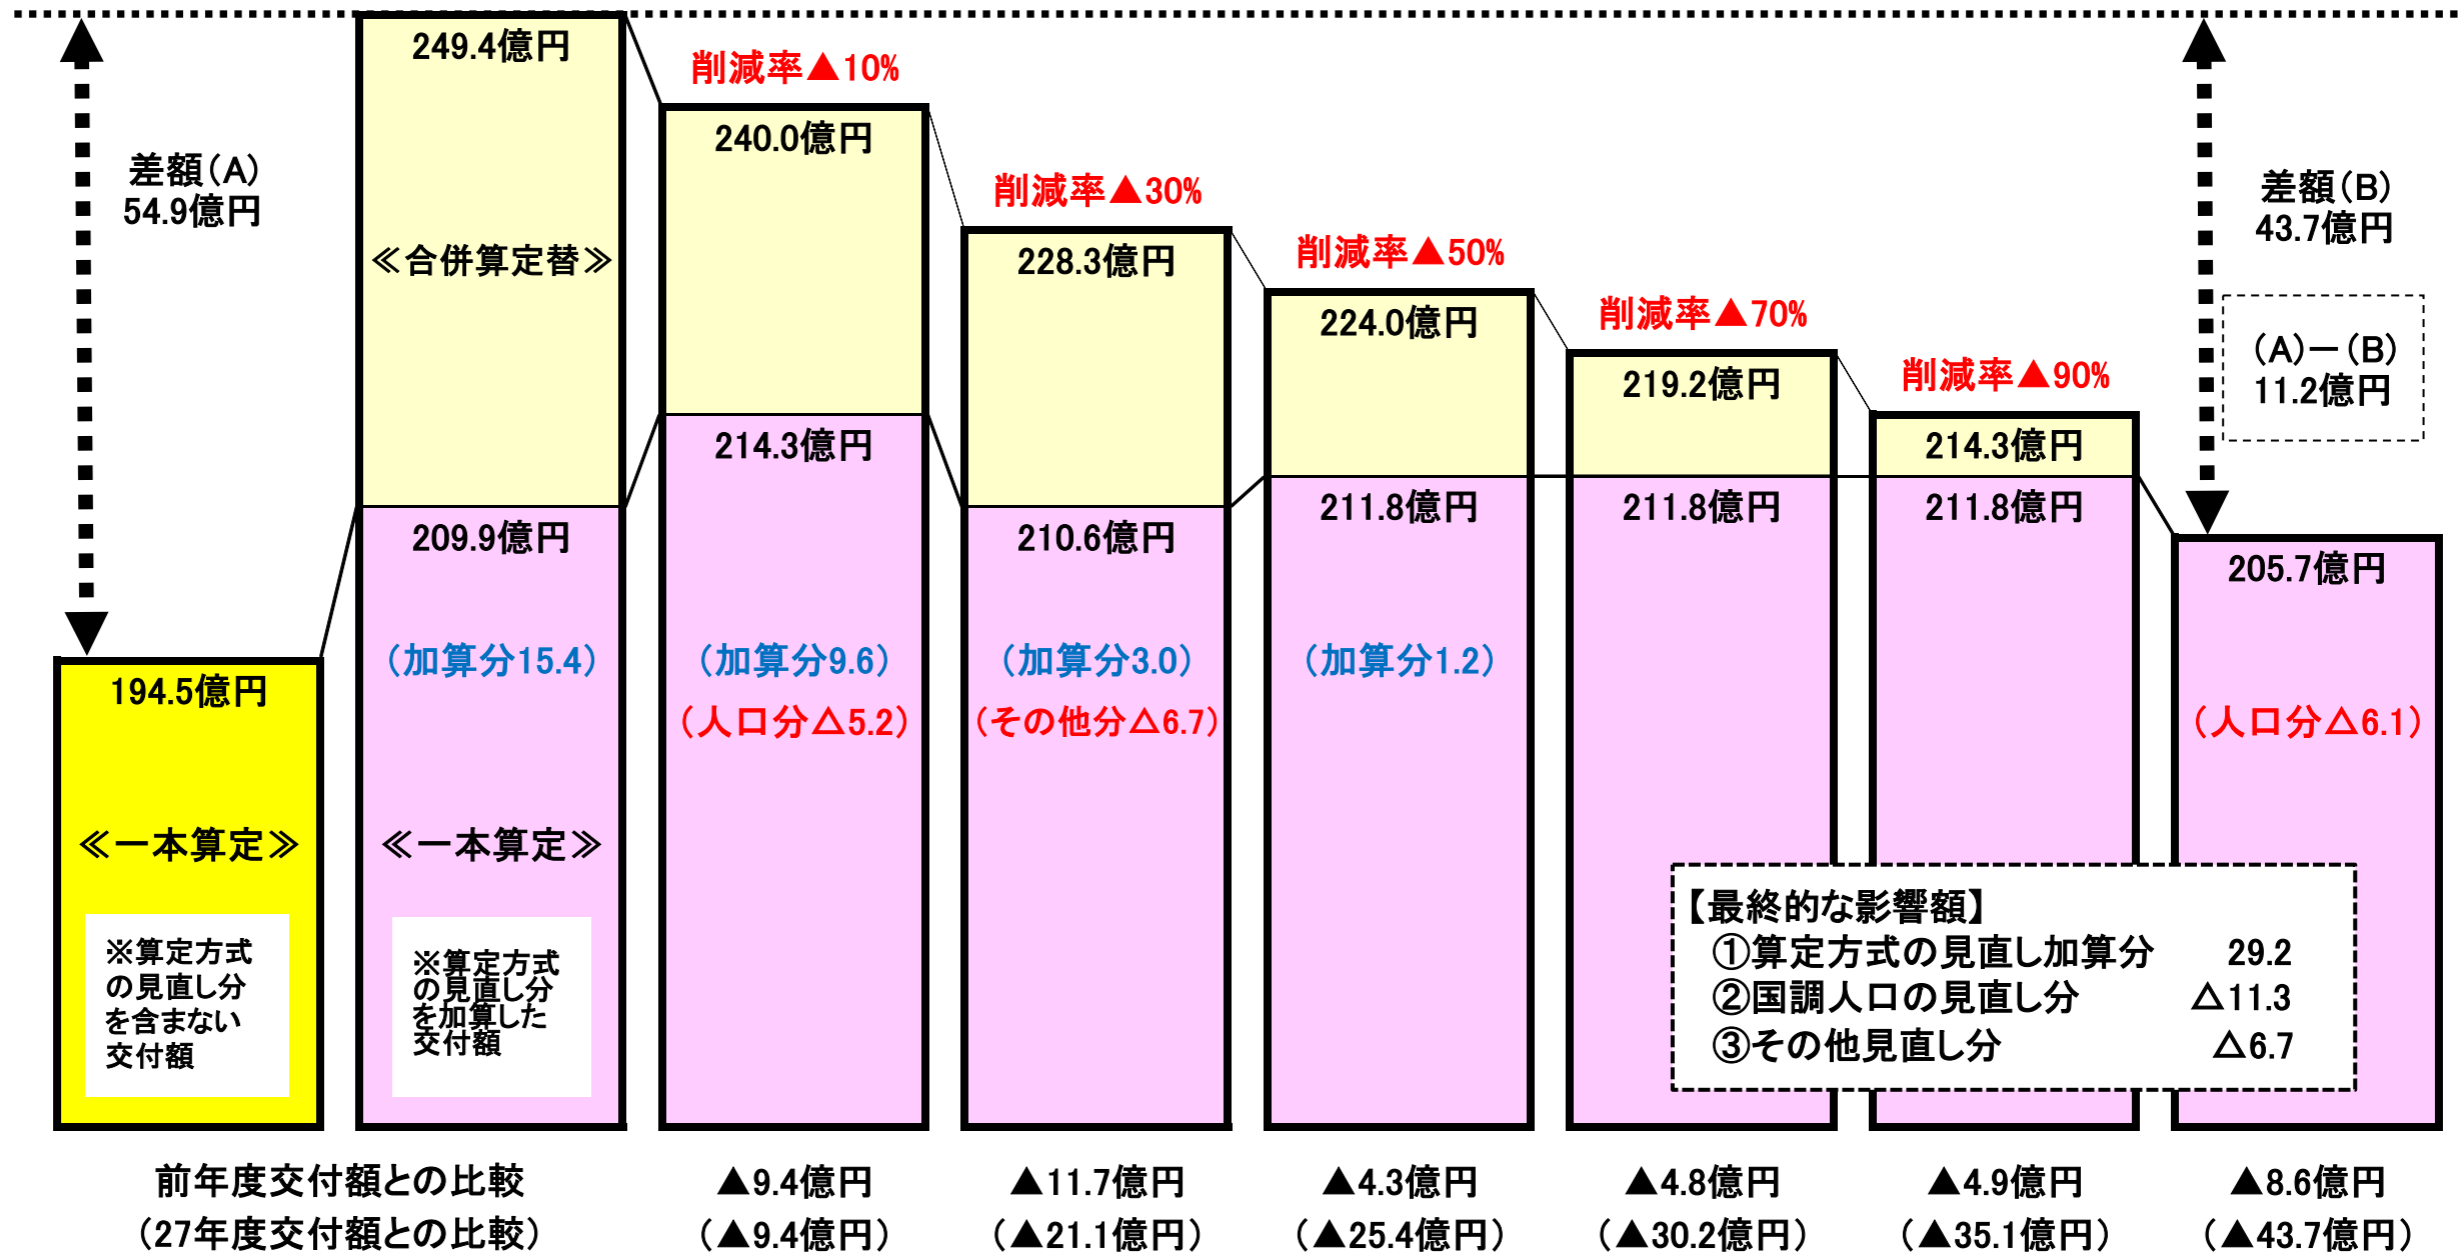 差額(A)
54.9億円
194.5億円
≪一本算定≫
※算定方式
の見直し分
を含まない
交付額
249.4億円
≪合併算定替≫
209.9億円
(加算分15.4)
≪一本算定≫
※算定方式
の見直し分
を加算した
交付額
削減率▲10%
240.0億円
214.3億円
(加算分9.6)
(人口分△5.2)
削減率▲30%
228.3億円
210.6億円
(加算分3.0)
(その他分△6.7)
削減率▲50%
224.0億円
211.8億円
(加算分1.2)
削減率▲70%
219.2億円
211.8億円
削減率▲90%
214.3億円
211.8億円
差額(B)
43.7億円
(A)-(B)
11.2億円
205.7億円
(人口分△6.1)
【最終的な影響額】
①算定方式の見直し加算分 29.2
②国調人口の見直し分 △11.3
③その他見直し分 △6.7
前年度交付額との比較 ▲9.4億円 ▲11.7億円 ▲4.3億円 ▲4.8億円 ▲4.9億円 ▲8.6億円
(27年度交付額との比較) (▲9.4億円) (▲21.1億円) (▲25.4億円) (▲30.2億円) (▲35.1億円) (▲43.7億円)